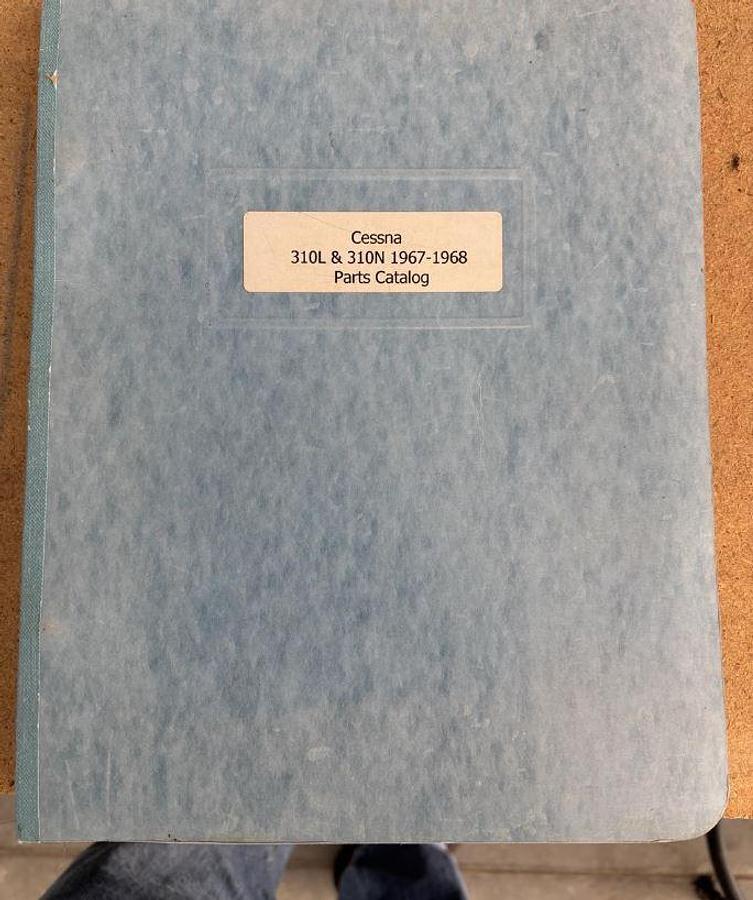 Cessna
310L & 310N 1967-1968
Parts Catalog